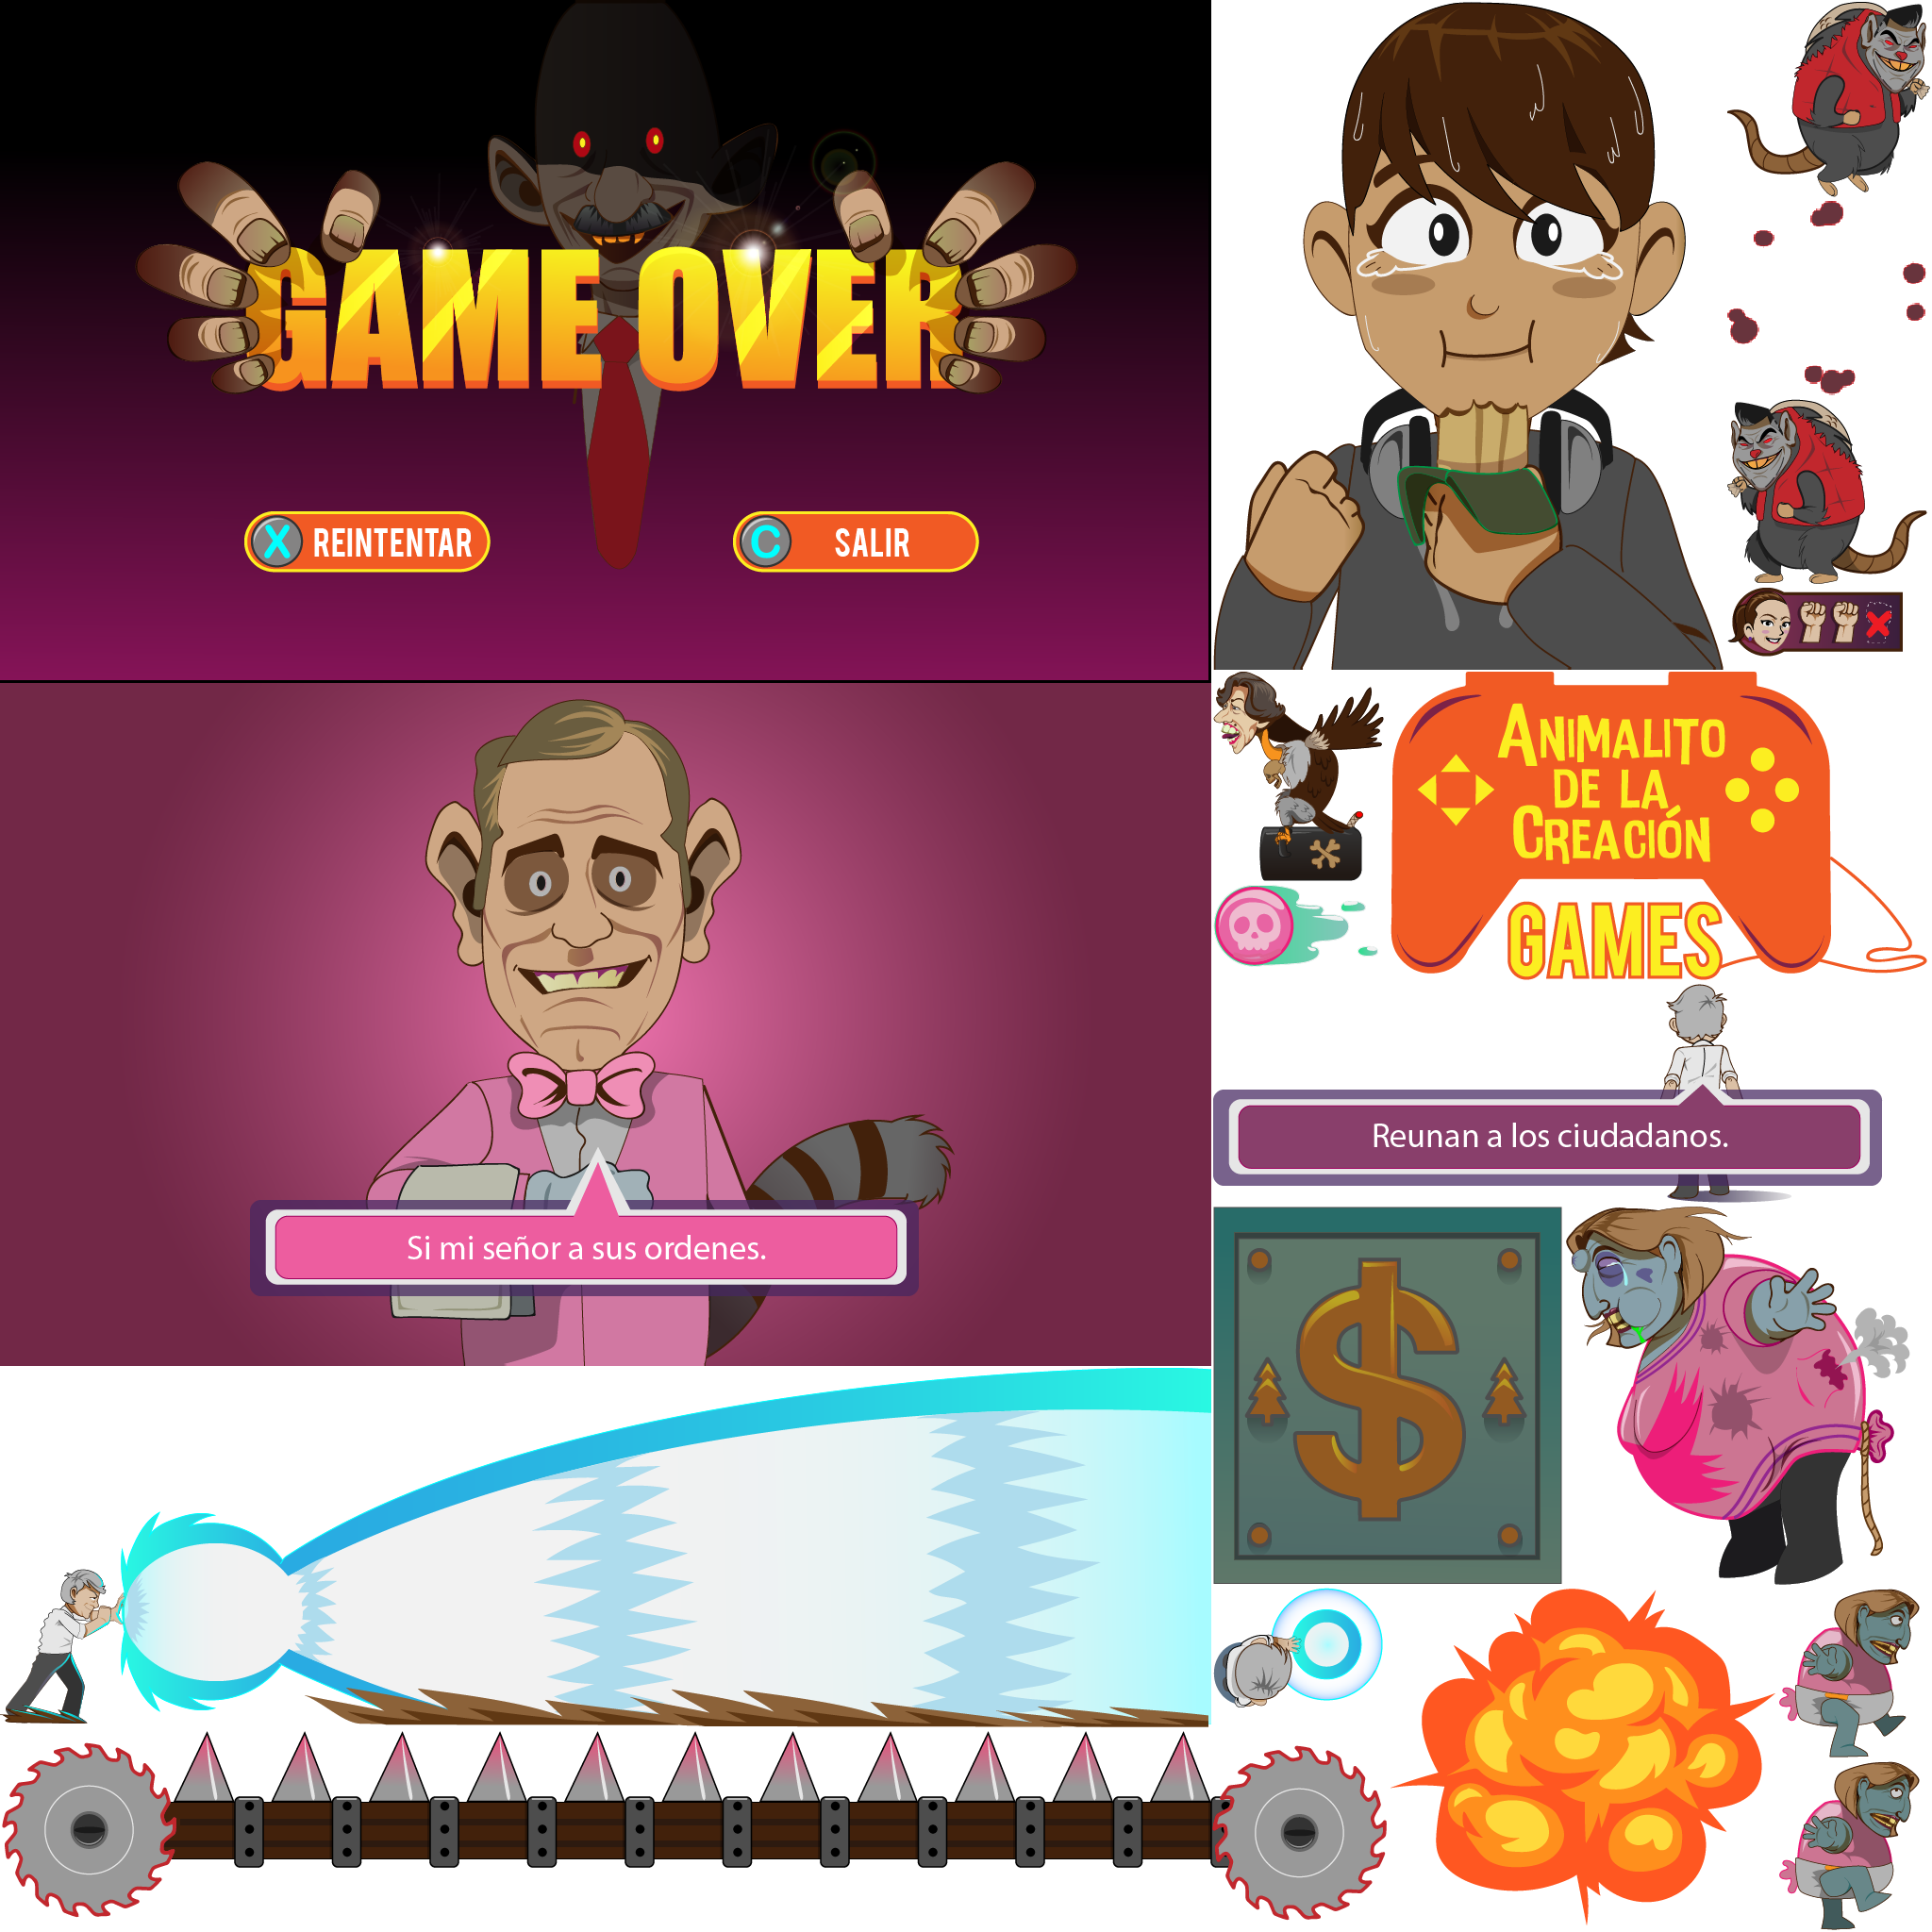 GAME OVER
X REINTENTAR
C SALIR
ANIMALITO
DE LA
CREACIÓN
GAMES
Reunan a los ciudadanos.
Si mi señor a sus ordenes.
$